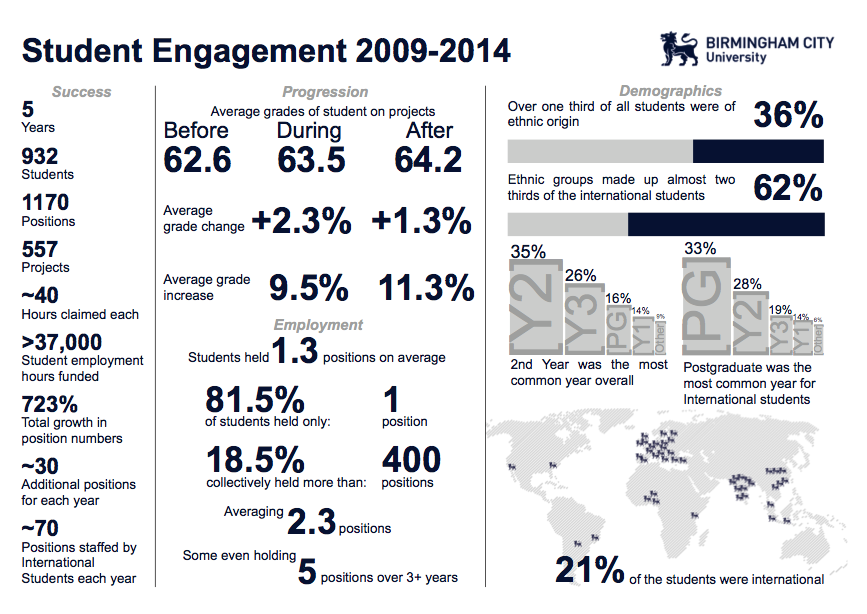 Student Engagement 2009-2014
BIRMINGHAM CITY
University
Success
5
Years
932
Students
1170
Positions
557
Projects
~40
Hours claimed each
>37,000
Student employment
hours funded
723%
Total growth in
position numbers
~30
Additional positions
for each year
~70
Positions staffed by
International
Students each year
Progression
Average grades of student on projects
Before During After
62.6 63.5 64.2
Average
grade change +2.3% +1.3%
Average grade
increase 9.5% 11.3%
Employment
Students held 1.3 positions on average
81.5% 1
of students held only: position
18.5% 400
collectively held more than: positions
Averaging 2.3 positions
Some even holding 5 positions over 3+ years
Demographics
Over one third of all students were of
ethnic origin
36%
Ethnic groups made up almost two
thirds of the international students
62%
35% 26% 16% 14% 9%
[Y2] [Y3] [PG] [Y1] [Other]
2nd Year was the most
common year overall
33% 28% 19% 14% 6%
[PG] [Y2] [Y3] [Y1] [Other]
Postgraduate was the
most common year for
International students
21% of the students were international